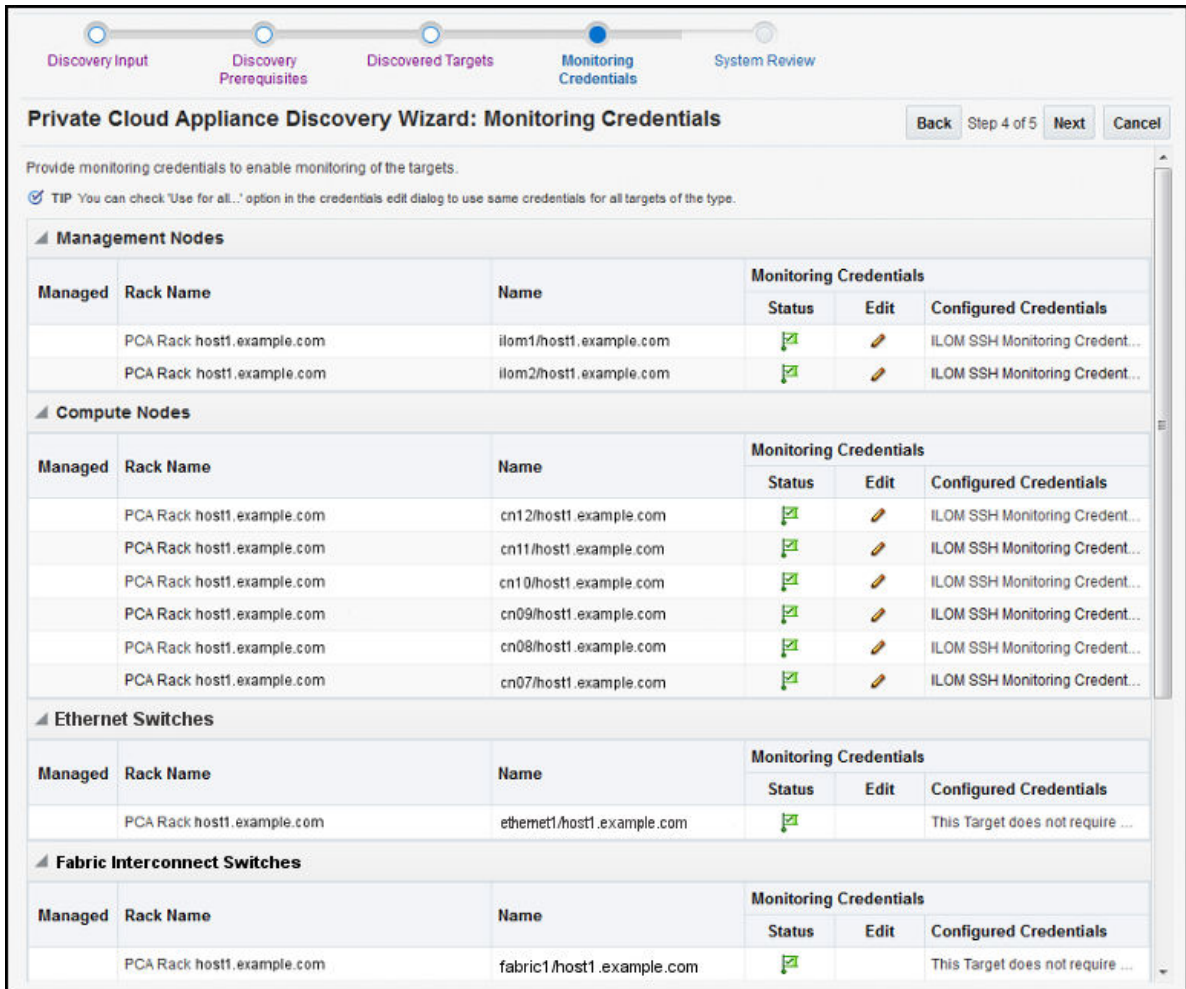 Discovery Input
Discovery
Prerequisites
Discovered Targets
Monitoring
Credentials
System Review
Private Cloud Appliance Discovery Wizard: Monitoring Credentials
Back Step 4 of 5 Next Cancel
Provide monitoring credentials to enable monitoring of the targets.
TIP You can check 'Use for all...' option in the credentials edit dialog to use same credentials for all targets of the type.
Management Nodes
Managed Rack Name Name Monitoring Credentials
Status Edit Configured Credentials
PCA Rack host1.example.com ilom1/host1.example.com ILOM SSH Monitoring Credent...
PCA Rack host1.example.com ilom2/host1.example.com ILOM SSH Monitoring Credent...
Compute Nodes
Managed Rack Name Name Monitoring Credentials
Status Edit Configured Credentials
PCA Rack host1.example.com cn12/host1.example.com ILOM SSH Monitoring Credent...
PCA Rack host1.example.com cn11/host1.example.com ILOM SSH Monitoring Credent...
PCA Rack host1.example.com cn10/host1.example.com ILOM SSH Monitoring Credent...
PCA Rack host1.example.com cn09/host1.example.com ILOM SSH Monitoring Credent...
PCA Rack host1.example.com cn08/host1.example.com ILOM SSH Monitoring Credent...
PCA Rack host1.example.com cn07/host1.example.com ILOM SSH Monitoring Credent...
Ethernet Switches
Managed Rack Name Name Monitoring Credentials
Status Edit Configured Credentials
PCA Rack host1.example.com ethernet1/host1.example.com This Target does not require ...
Fabric Interconnect Switches
Managed Rack Name Name Monitoring Credentials
Status Edit Configured Credentials
PCA Rack host1.example.com fabric1/host1.example.com This Target does not require ...